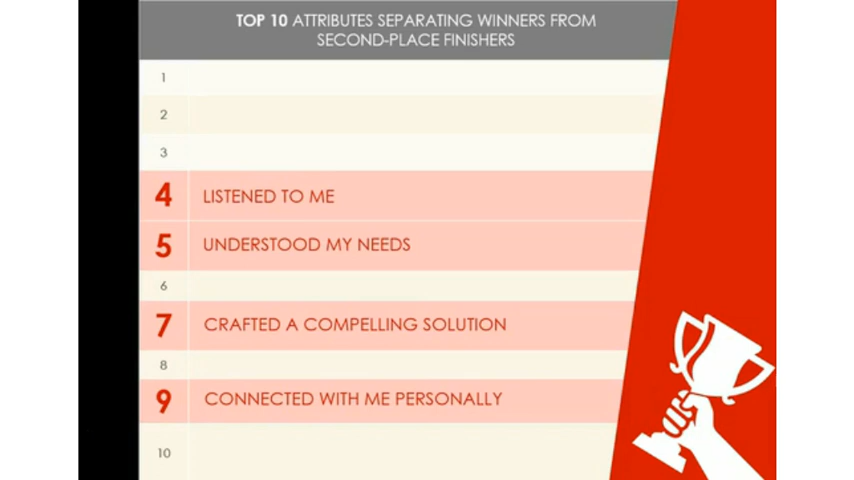 TOP 10 ATTRIBUTES SEPARATING WINNERS FROM
SECOND-PLACE FINISHERS
1
2
3
4 LISTENED TO ME
5 UNDERSTOOD MY NEEDS
6
7 CRAFTED A COMPELLING SOLUTION
8
9 CONNECTED WITH ME PERSONALLY
10